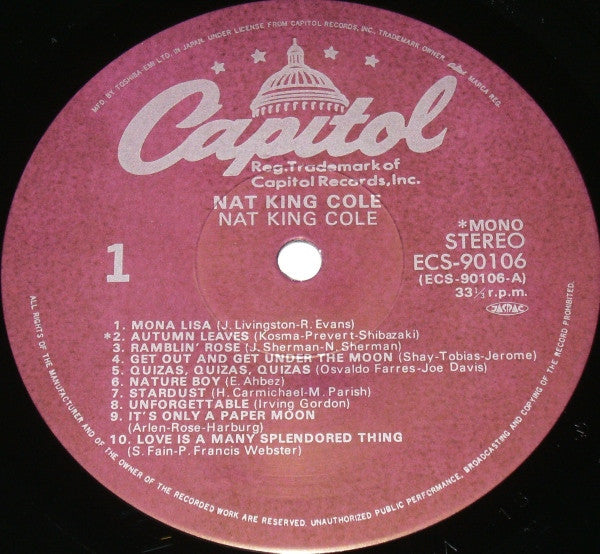 MFD. BY TOSHIBA-EMI LTD. IN JAPAN. UNDER LICENSE FROM CAPITOL RECORDS, INC., TRADEMARK OWNER. Capitol MARCA REG.
Capitol
Reg.Trademark of
Capitol Records,Inc.
NAT KING COLE
NAT KING COLE
1
*MONO
STEREO
ECS-90106
(ECS-90106-A)
33⅓ r.p.m.
JASRAC
1. MONA LISA (J. Livingston-R. Evans)
*2. AUTUMN LEAVES (Kosma-Prevert-Shibazaki)
3. RAMBLIN' ROSE (J. Sherman-N. Sherman)
4. GET OUT AND GET UNDER THE MOON (Shay-Tobias-Jerome)
5. QUIZAS, QUIZAS, QUIZAS (Osvaldo Farres-Joe Davis)
6. NATURE BOY (E. Ahbez)
7. STARDUST (H. Carmichael-M. Parish)
8. UNFORGETTABLE (Irving Gordon)
9. IT'S ONLY A PAPER MOON
(Arlen-Rose-Harburg)
10. LOVE IS A MANY SPLENDORED THING
(S. Fain-P. Francis Webster)
ALL RIGHTS OF THE MANUFACTURER AND OF THE OWNER OF THE RECORDED WORK ARE RESERVED. UNAUTHORIZED PUBLIC PERFORMANCE, BROADCASTING AND COPYING OF THE RECORD PROHIBITED.